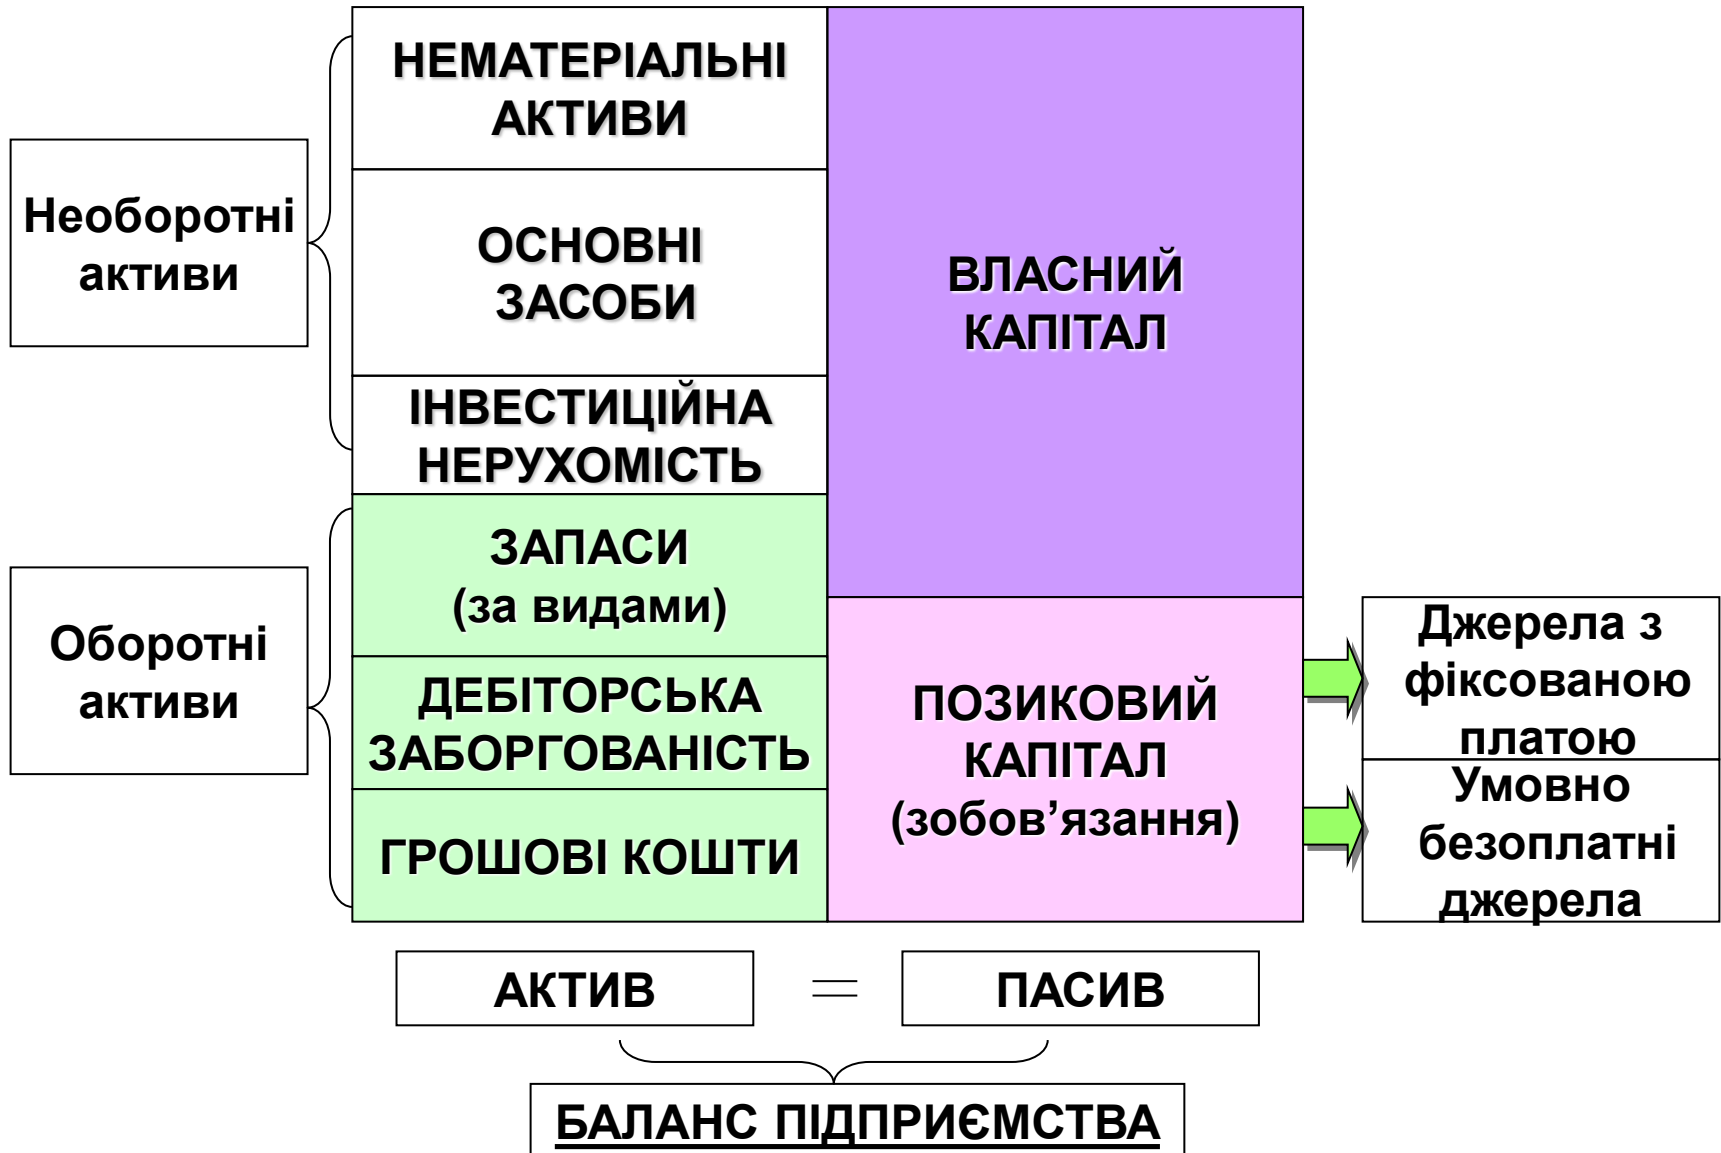 НЕМАТЕРІАЛЬНІ
АКТИВИ
Необоротні
активи
ОСНОВНІ
ЗАСОБИ
ІНВЕСТИЦІЙНА
НЕРУХОМІСТЬ
ВЛАСНИЙ
КАПІТАЛ
Оборотні
активи
ЗАПАСИ
(за видами)
ДЕБІТОРСЬКА
ЗАБОРГОВАНІСТЬ
ГРОШОВІ КОШТИ
ПОЗИКОВИЙ
КАПІТАЛ
(зобов’язання)
Джерела з
фіксованою
платою
Умовно
безоплатні
джерела
АКТИВ = ПАСИВ
БАЛАНС ПІДПРИЄМСТВА